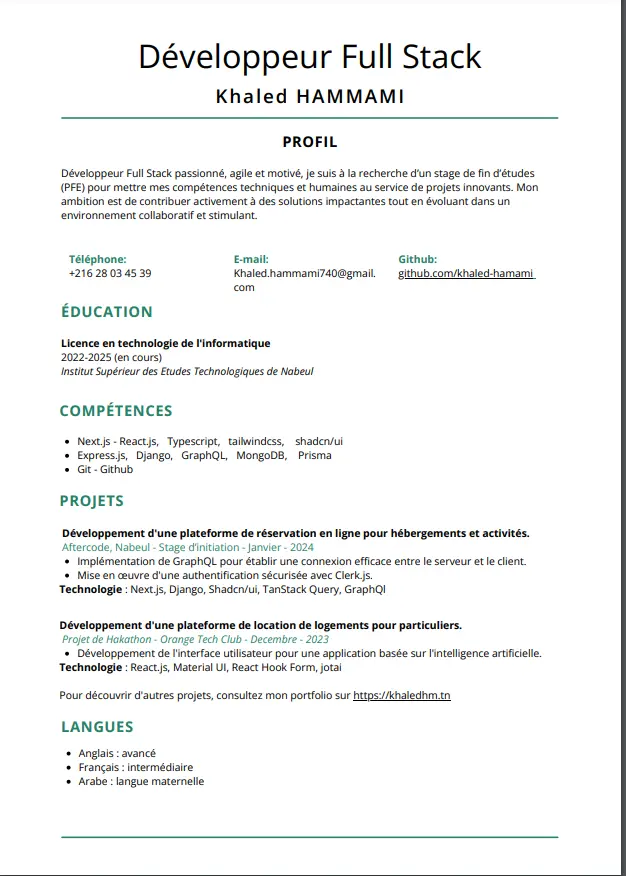 Développeur Full Stack
Khaled HAMMAMI
PROFIL
Développeur Full Stack passionné, agile et motivé, je suis à la recherche d'un stage de fin d'études
(PFE) pour mettre mes compétences techniques et humaines au service de projets innovants. Mon
ambition est de contribuer activement à des solutions impactantes tout en évoluant dans un
environnement collaboratif et stimulant.
Téléphone:
+216 28 03 45 39
E-mail:
Khaled.hammami740@gmail.
com
Github:
github.com/khaled-hamami
ÉDUCATION
Licence en technologie de l'informatique
2022-2025 (en cours)
Institut Supérieur des Etudes Technologiques de Nabeul
COMPÉTENCES
• Next.js - React.js, Typescript, tailwindcss, shadcn/ui
• Express.js, Django, GraphQL, MongoDB, Prisma
• Git - Github
PROJETS
Développement d'une plateforme de réservation en ligne pour hébergements et activités.
Aftercode, Nabeul - Stage d'initiation - Janvier - 2024
• Implémentation de GraphQL pour établir une connexion efficace entre le serveur et le client.
• Mise en œuvre d'une authentification sécurisée avec Clerk.js.
Technologie : Next.js, Django, Shadcn/ui, TanStack Query, GraphQl
Développement d'une plateforme de location de logements pour particuliers.
Projet de Hakathon - Orange Tech Club - Decembre - 2023
• Développement de l'interface utilisateur pour une application basée sur l'intelligence artificielle.
Technologie : React.js, Material UI, React Hook Form, jotai
Pour découvrir d'autres projets, consultez mon portfolio sur https://khaledhm.tn
LANGUES
• Anglais : avancé
• Français : intermédiaire
• Arabe : langue maternelle